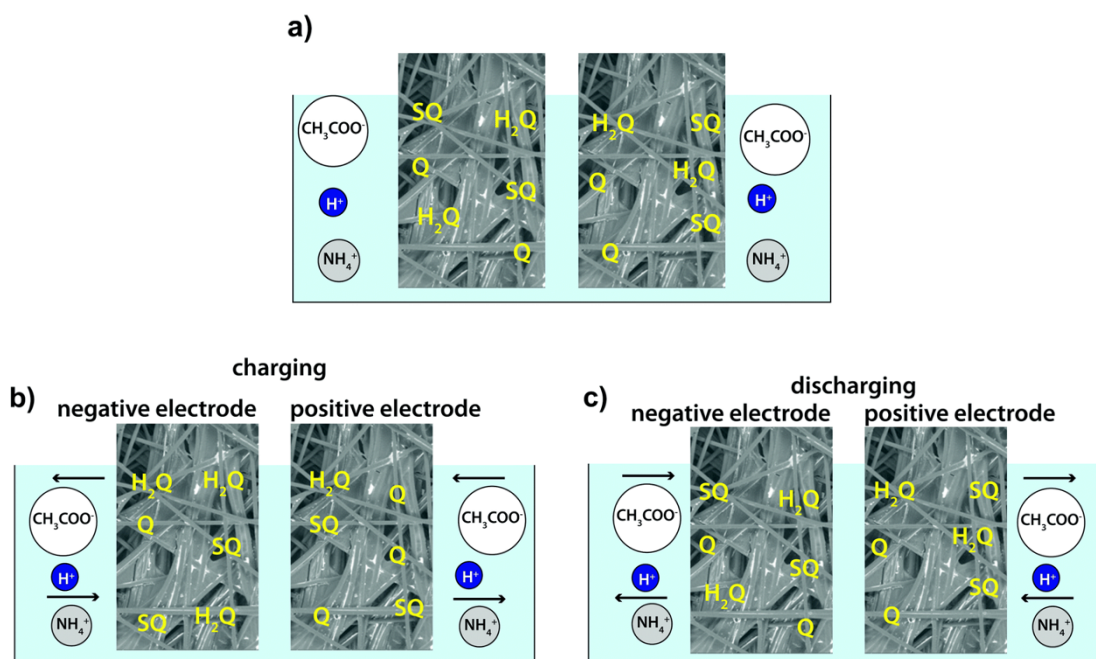 a)
SQ
H₂Q
Q
SQ
H₂Q
Q
H₂Q
SQ
H₂Q
Q
SQ
Q
CH₃COO⁻
H⁺
NH₄⁺
CH₃COO⁻
H⁺
NH₄⁺
b)
charging
negative electrode
positive electrode
H₂Q
H₂Q
Q
SQ
SQ
H₂Q
H₂Q
Q
SQ
Q
Q
SQ
CH₃COO⁻
H⁺
NH₄⁺
CH₃COO⁻
H⁺
NH₄⁺
c)
discharging
negative electrode
positive electrode
SQ
H₂Q
Q
SQ
H₂Q
Q
H₂Q
SQ
H₂Q
Q
SQ
Q
CH₃COO⁻
H⁺
NH₄⁺
CH₃COO⁻
H⁺
NH₄⁺